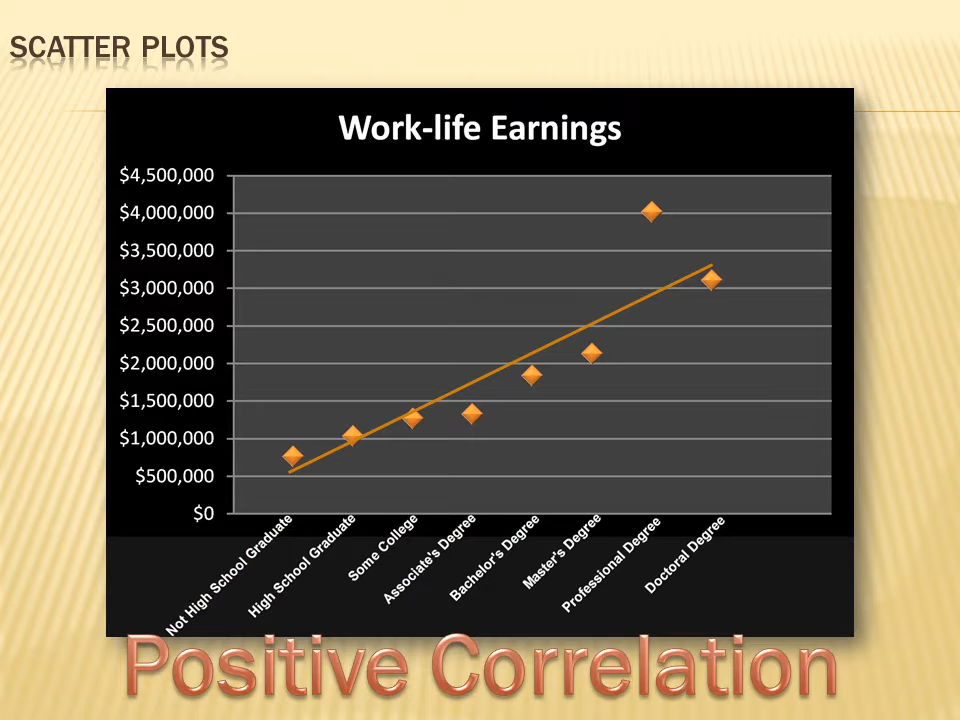 SCATTER PLOTS
Work-life Earnings
$4,500,000
$4,000,000
$3,500,000
$3,000,000
$2,500,000
$2,000,000
$1,500,000
$1,000,000
$500,000
$0
Not High School Graduate
High School Graduate
Some College
Associate's Degree
Bachelor's Degree
Master's Degree
Professional Degree
Doctoral Degree
Positive Correlation